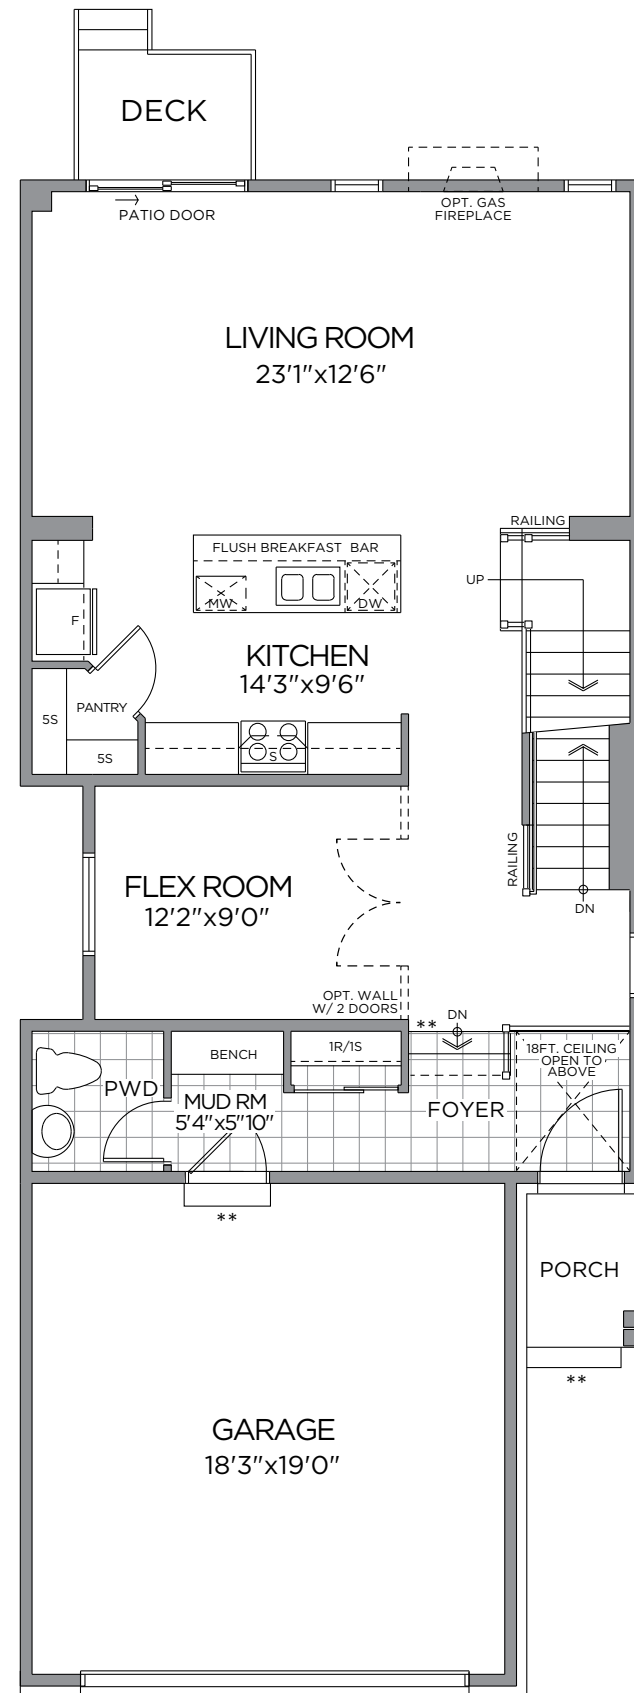 DECK
PATIO DOOR
OPT. GAS
FIREPLACE
LIVING ROOM
23'1"x12'6"
RAILING
FLUSH BREAKFAST BAR
MW
DW
UP
F
KITCHEN
14'3"x9'6"
5S
PANTRY
5S
S
RAILING
FLEX ROOM
12'2"x9'0"
DN
OPT. WALL
W/ 2 DOORS
**
DN
BENCH
1R/1S
18FT. CEILING
OPEN TO
ABOVE
PWD
MUD RM
5'4"x5"10"
FOYER
**
PORCH
**
GARAGE
18'3"x19'0"